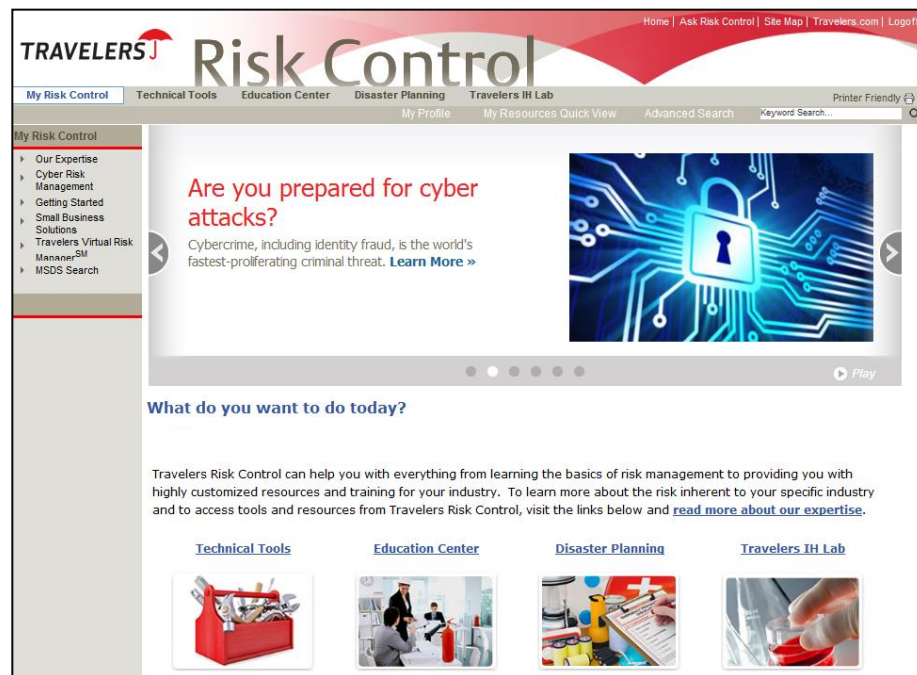 Home | Ask Risk Control | Site Map | Travelers.com | Logoff
TRAVELERS
Risk Control
My Risk Control Technical Tools Education Center Disaster Planning Travelers IH Lab
Printer Friendly
My Profile My Resources Quick View Advanced Search Keyword Search...
My Risk Control
Our Expertise
Cyber Risk
Management
Getting Started
Small Business
Solutions
Travelers Virtual Risk
Manager SM
MSDS Search
Are you prepared for cyber
attacks?
Cybercrime, including identity fraud, is the world's
fastest-proliferating criminal threat. Learn More »
Play
What do you want to do today?
Travelers Risk Control can help you with everything from learning the basics of risk management to providing you with
highly customized resources and training for your industry. To learn more about the risk inherent to your specific industry
and to access tools and resources from Travelers Risk Control, visit the links below and read more about our expertise.
Technical Tools Education Center Disaster Planning Travelers IH Lab